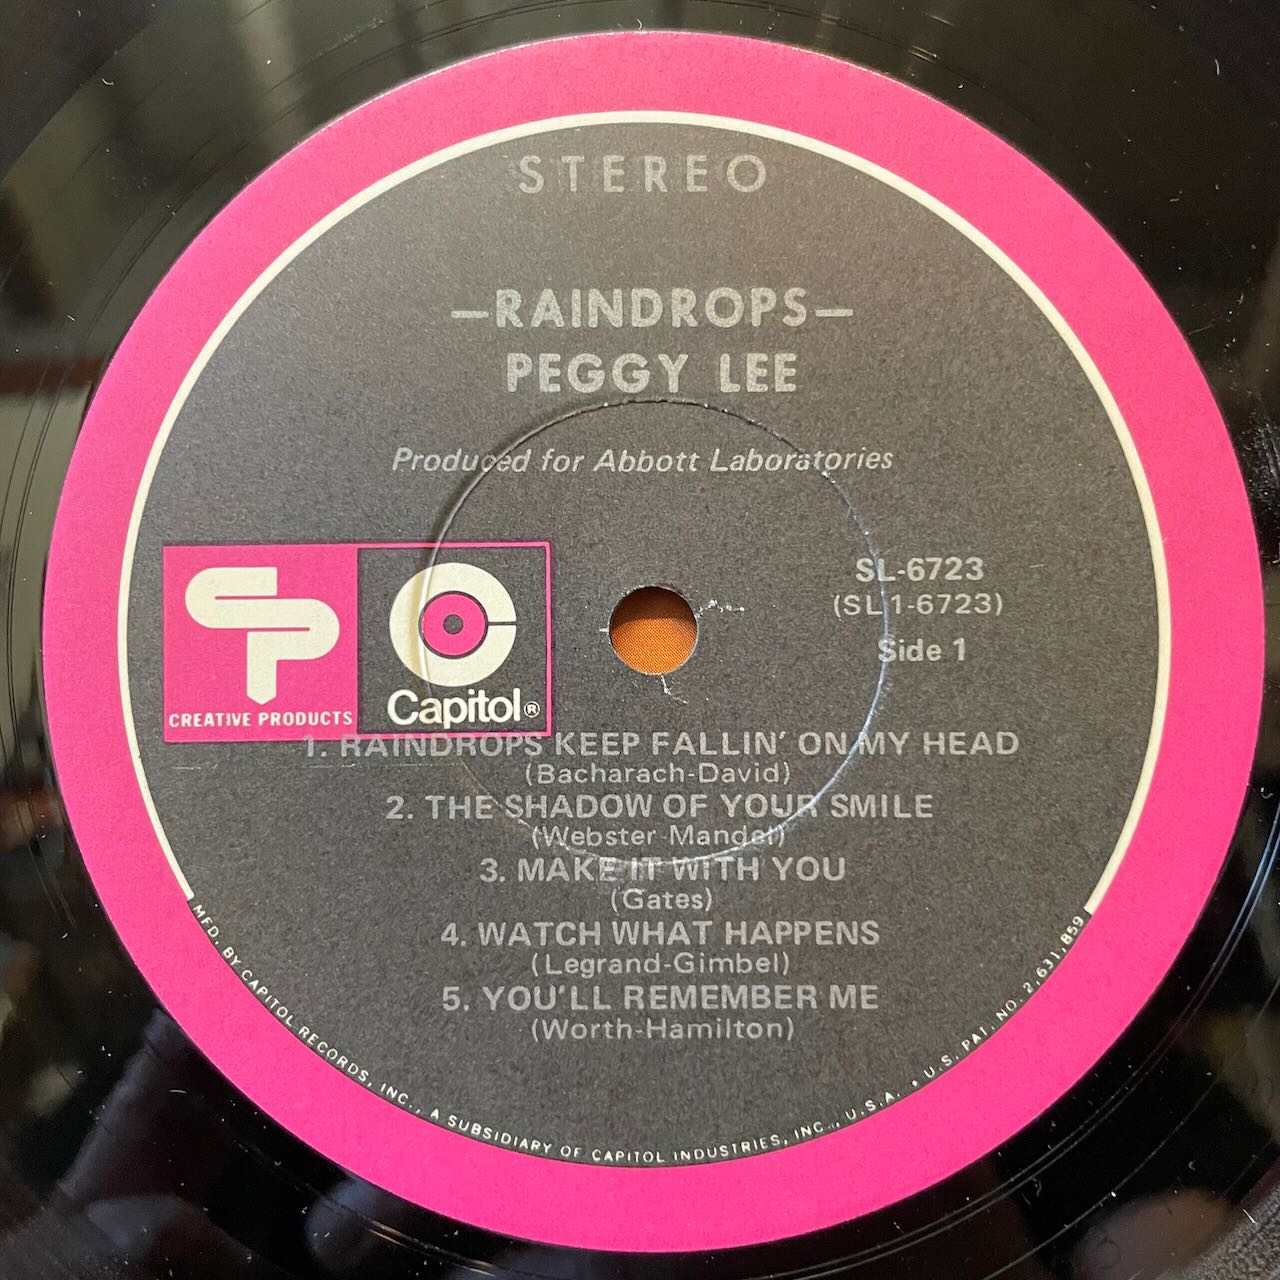 STEREO
—RAINDROPS—
PEGGY LEE
Produced for Abbott Laboratories
SL-6723
(SL1-6723)
Side 1
CP
CREATIVE PRODUCTS
Capitol®
1. RAINDROPS KEEP FALLIN' ON MY HEAD
(Bacharach-David)
2. THE SHADOW OF YOUR SMILE
(Webster-Mandel)
3. MAKE IT WITH YOU
(Gates)
4. WATCH WHAT HAPPENS
(Legrand-Gimbel)
5. YOU'LL REMEMBER ME
(Worth-Hamilton)
MFD. BY CAPITOL RECORDS, INC., A SUBSIDIARY OF CAPITOL INDUSTRIES, INC., U.S.A. • U.S. PAT. NO. 2,631,859